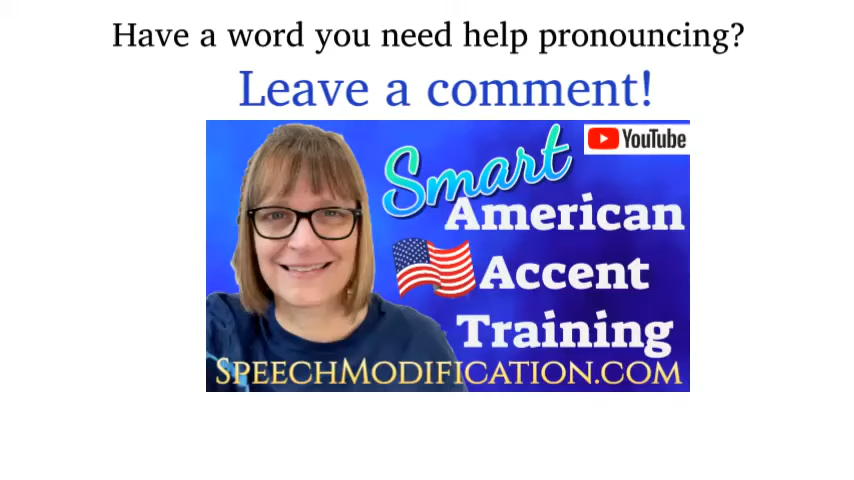 Have a word you need help pronouncing?
Leave a comment!
Smart
YouTube
American
Accent
Training
SPEECHMODIFICATION.COM